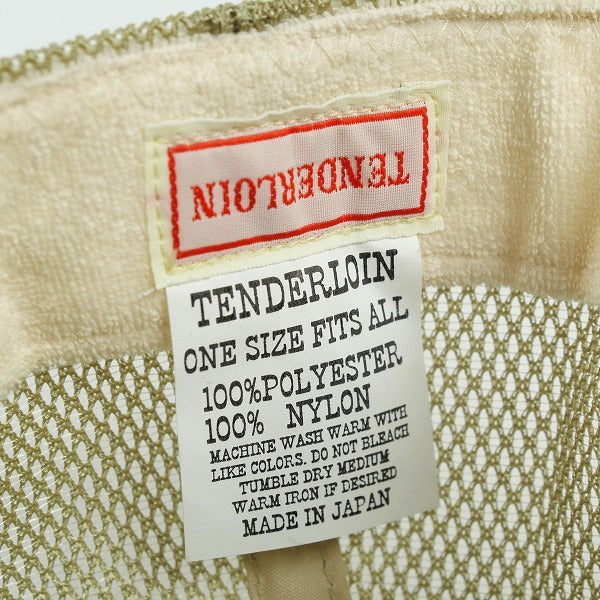 TENDERLOIN
TENDERLOIN
ONE SIZE FITS ALL
100%POLYESTER
100% NYLON
MACHINE WASH WARM WITH
LIKE COLORS. DO NOT BLEACH
TUMBLE DRY MEDIUM
WARM IRON IF DESIRED
MADE IN JAPAN